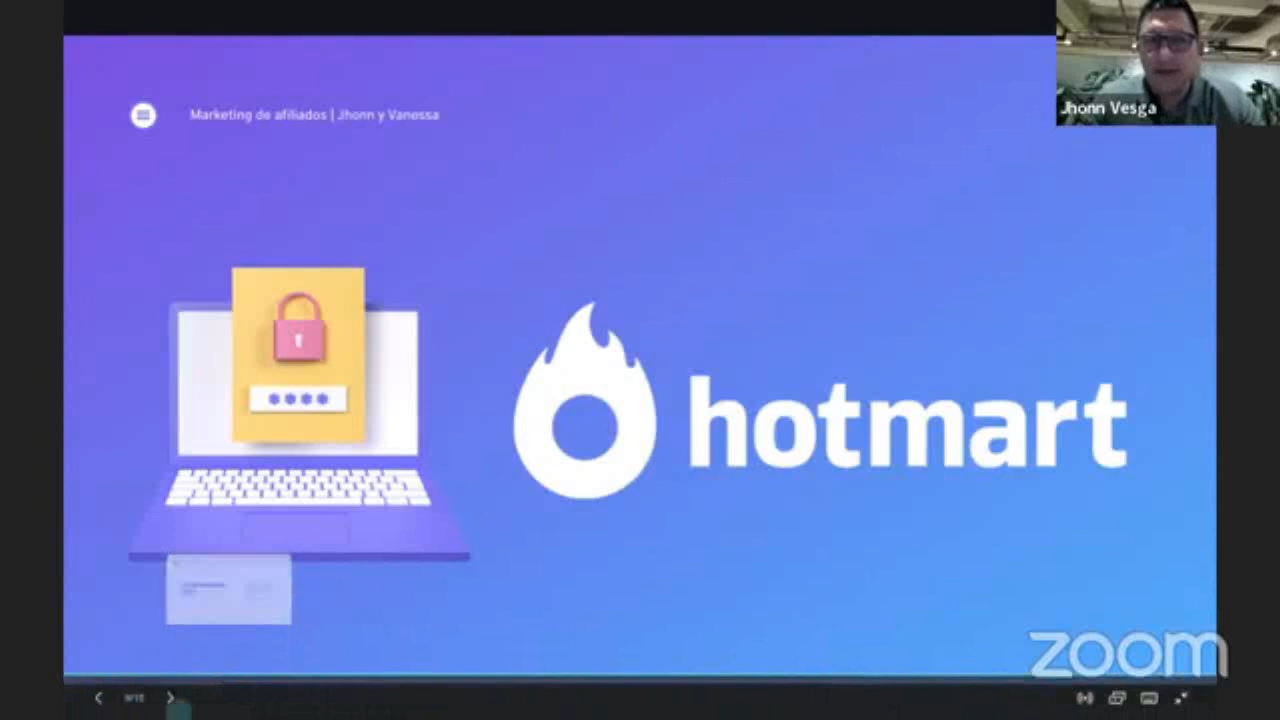 Marketing de afiliados | Jhonn y Vanessa
Jhonn Vesga
hotmart
zoom